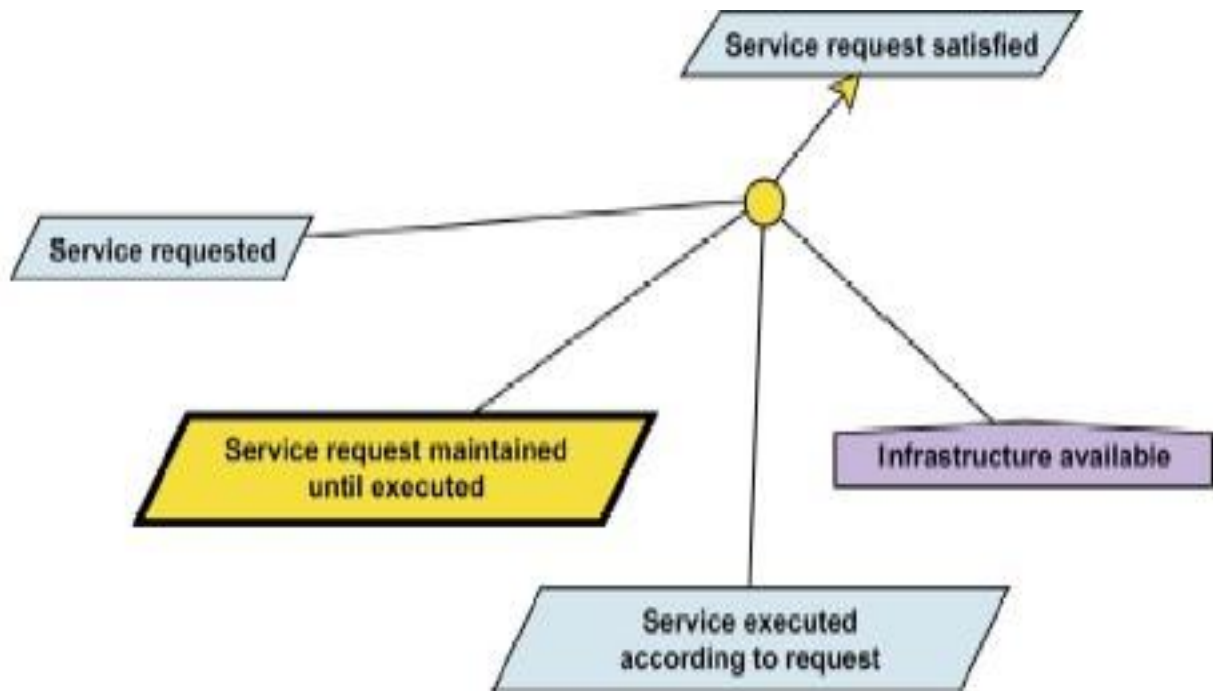 Service request satisfied
Service requested
Service request maintained
until executed
Infrastructure available
Service executed
according to request